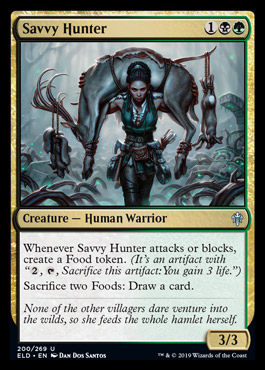 Savvy Hunter 1
Creature — Human Warrior
Whenever Savvy Hunter attacks or blocks,
create a Food token. (It's an artifact with
“2, , Sacrifice this artifact: You gain 3 life.”)
Sacrifice two Foods: Draw a card.
None of the other villagers dare venture into
the wilds, so she feeds the whole hamlet herself.
3/3
200/269 U
ELD • EN Dan Dos Santos
™ & © 2019 Wizards of the Coast